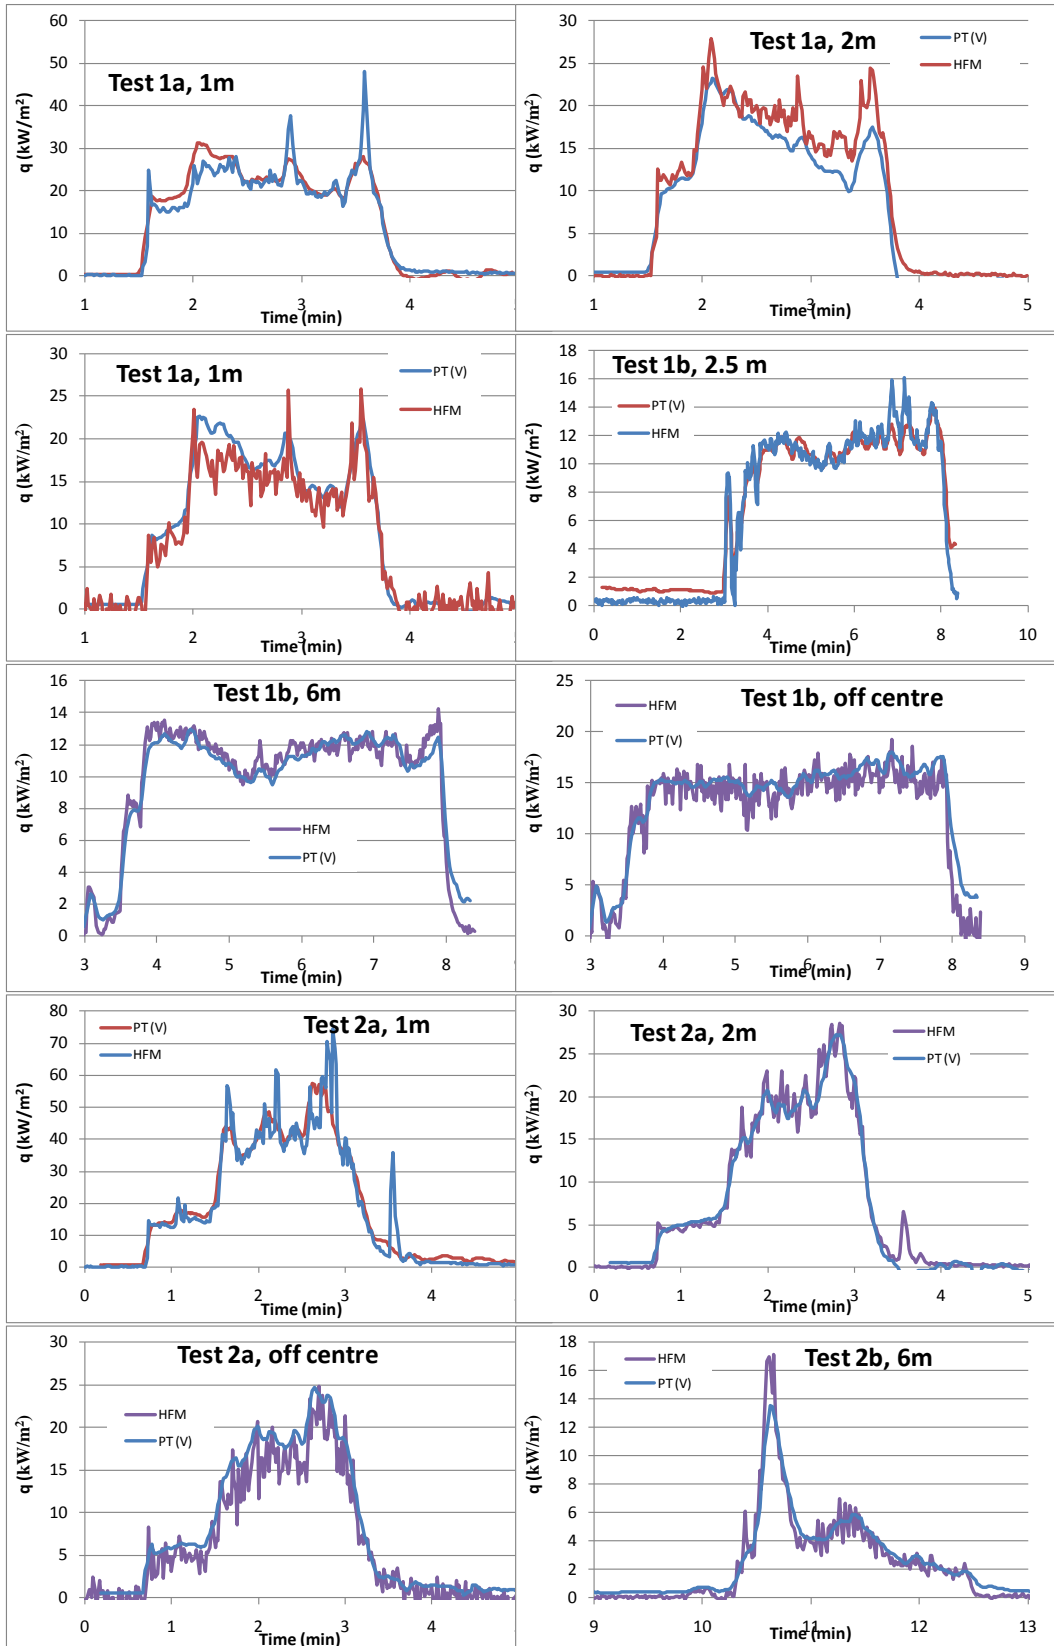 Test 1a, 1m
q (kW/m²)
60
50
40
30
20
10
0
1 2 3 4
Time (min)
Test 1a, 2m
PT (V)
HFM
q (kW/m²)
30
25
20
15
10
5
0
1 2 3 4 5
Time (min)
Test 1a, 1m
PT (V)
HFM
q (kW/m²)
30
25
20
15
10
5
0
1 2 3 4
Time (min)
Test 1b, 2.5 m
PT (V)
HFM
q (kW/m²)
18
16
14
12
10
8
6
4
2
0
0 2 4 6 8 10
Time (min)
Test 1b, 6m
HFM
PT (V)
q (kW/m²)
16
14
12
10
8
6
4
2
0
3 4 5 6 7 8
Time (min)
Test 1b, off centre
HFM
PT (V)
q (kW/m²)
25
20
15
10
5
0
3 4 5 6 7 8 9
Time (min)
Test 2a, 1m
PT (V)
HFM
q (kW/m²)
80
70
60
50
40
30
20
10
0
0 1 2 3 4
Time (min)
Test 2a, 2m
HFM
PT (V)
q (kW/m²)
30
25
20
15
10
5
0
0 1 2 3 4 5
Time (min)
Test 2a, off centre
HFM
PT (V)
q (kW/m²)
30
25
20
15
10
5
0
0 1 2 3 4
Time (min)
Test 2b, 6m
HFM
PT (V)
q (kW/m²)
18
16
14
12
10
8
6
4
2
0
9 10 11 12 13
Time (min)